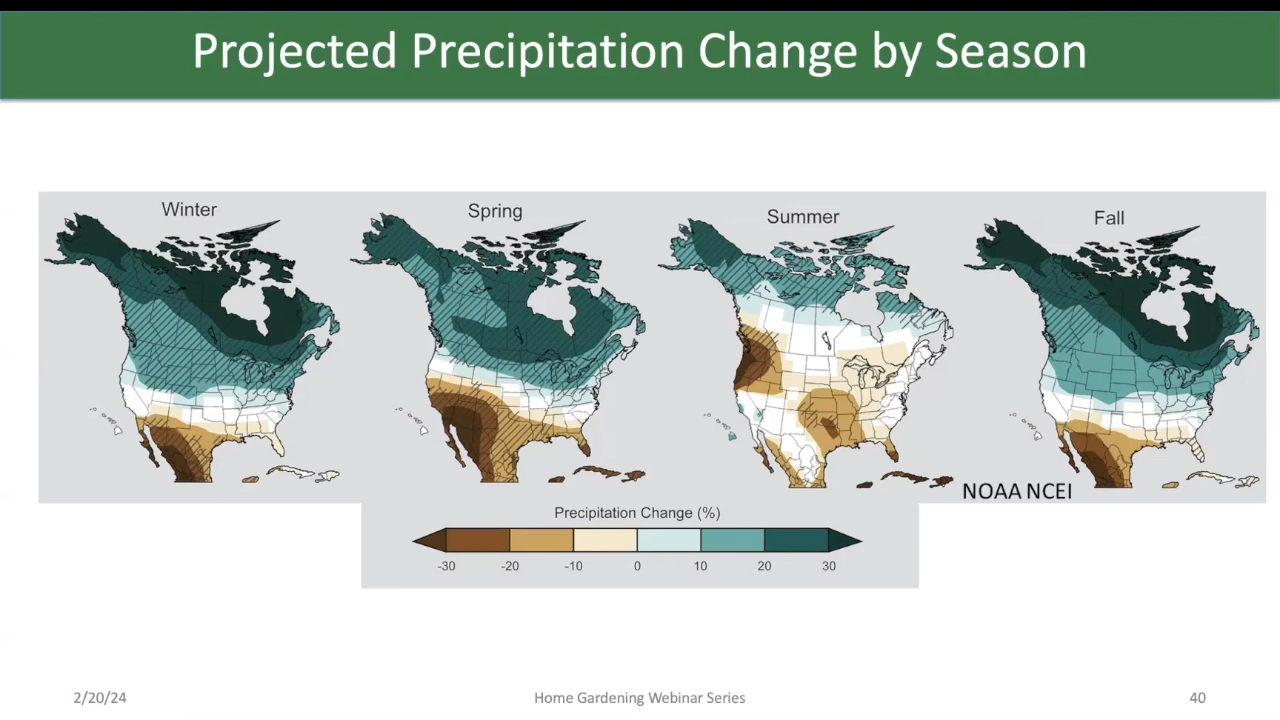 Projected Precipitation Change by Season
Winter
Spring
Summer
Fall
NOAA NCEI
Precipitation Change (%)
-30 -20 -10 0 10 20 30
2/20/24
Home Gardening Webinar Series
40